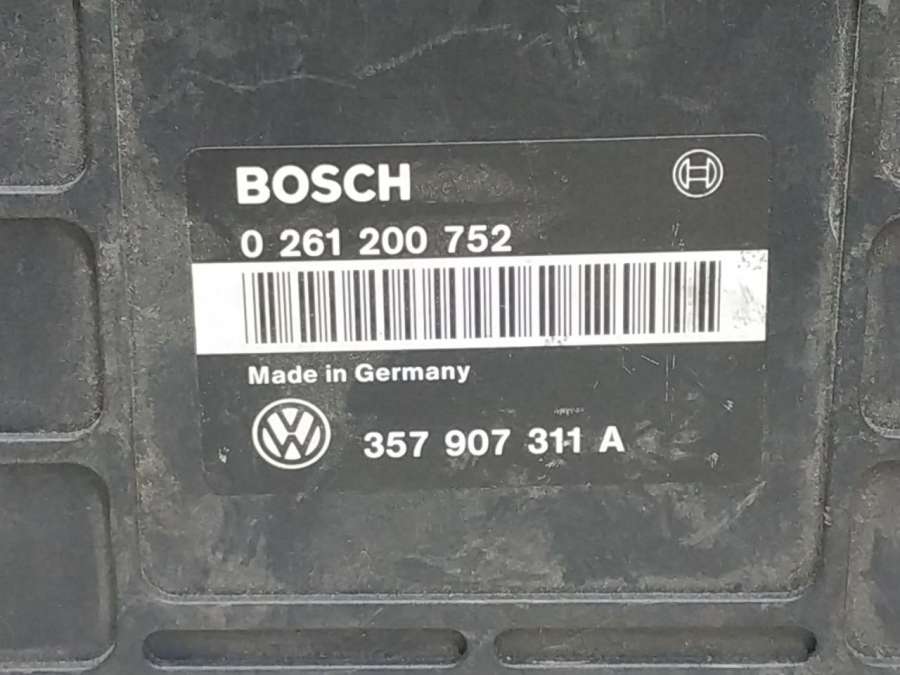 BOSCH
0 261 200 752
Made in Germany
357 907 311 A